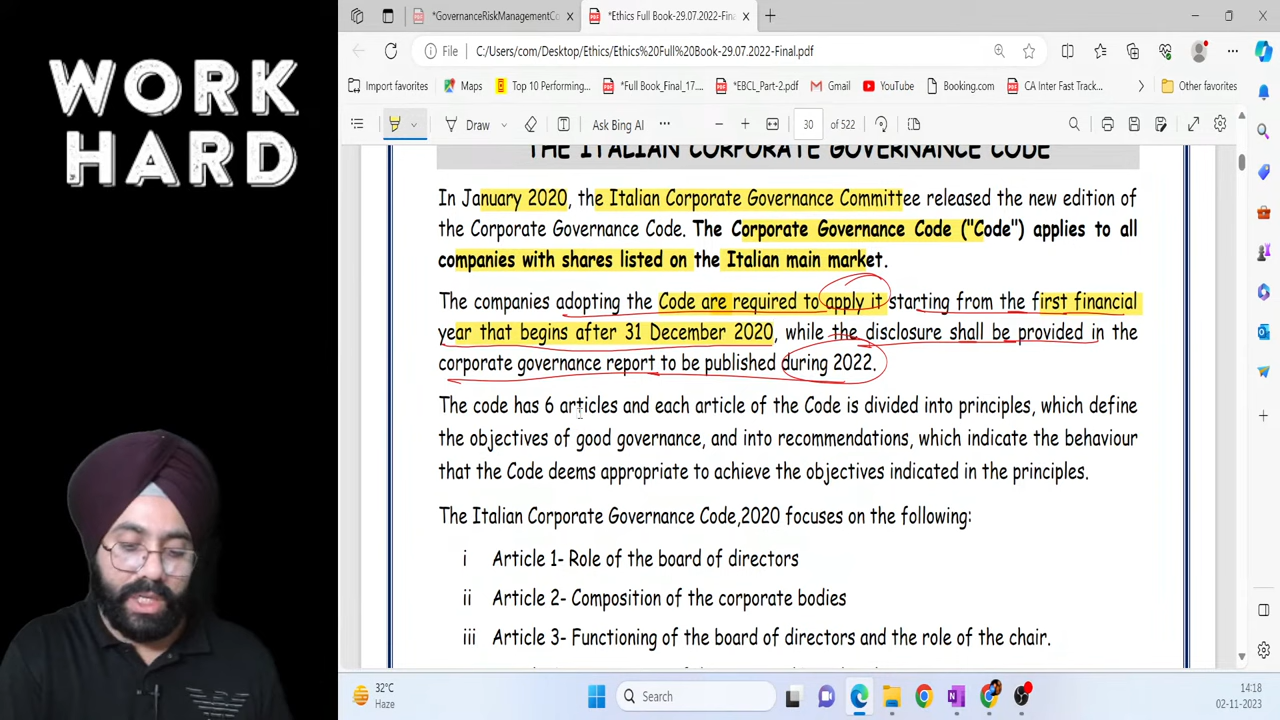 WORK
HARD
*GovernanceRiskManagementCo
*Ethics Full Book-29.07.2022-Final.
File
C:/Users/com/Desktop/Ethics/Ethics%20Full%20Book-29.07.2022-Final.pdf
Import favorites
Maps
Top 10 Performing...
*Full Book_Final_17....
*EBCL_Part-2.pdf
Gmail
YouTube
Booking.com
CA Inter Fast Track...
Other favorites
Draw
Ask Bing AI
30 of 522
THE ITALIAN CORPORATE GOVERNANCE CODE
In January 2020, the Italian Corporate Governance Committee released the new edition of
the Corporate Governance Code. The Corporate Governance Code ("Code") applies to all
companies with shares listed on the Italian main market.
The companies adopting the Code are required to apply it starting from the first financial
year that begins after 31 December 2020, while the disclosure shall be provided in the
corporate governance report to be published during 2022.
The code has 6 articles and each article of the Code is divided into principles, which define
the objectives of good governance, and into recommendations, which indicate the behaviour
that the Code deems appropriate to achieve the objectives indicated in the principles.
The Italian Corporate Governance Code,2020 focuses on the following:
i Article 1- Role of the board of directors
ii Article 2- Composition of the corporate bodies
iii Article 3- Functioning of the board of directors and the role of the chair.
32°C
Haze
Search
14:18
02-11-2023